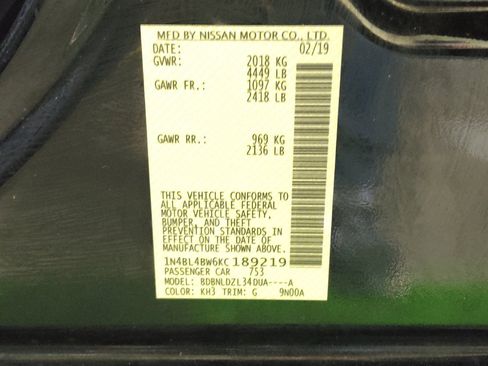 MFD BY NISSAN MOTOR CO., LTD.
DATE: 02/19
GVWR: 2018 KG
4449 LB
GAWR FR.: 1097 KG
2418 LB
GAWR RR.: 969 KG
2136 LB
THIS VEHICLE CONFORMS TO
ALL APPLICABLE FEDERAL
MOTOR VEHICLE SAFETY,
BUMPER, AND THEFT
PREVENTION STANDARDS
IN EFFECT ON THE DATE OF
MANUFACTURE SHOWN ABOVE.
1N4BL4BW6KC189219
PASSENGER CAR 753
MODEL: BDBNLDZL34DUA----A
COLOR: KH3 TRIM: G 9N00A